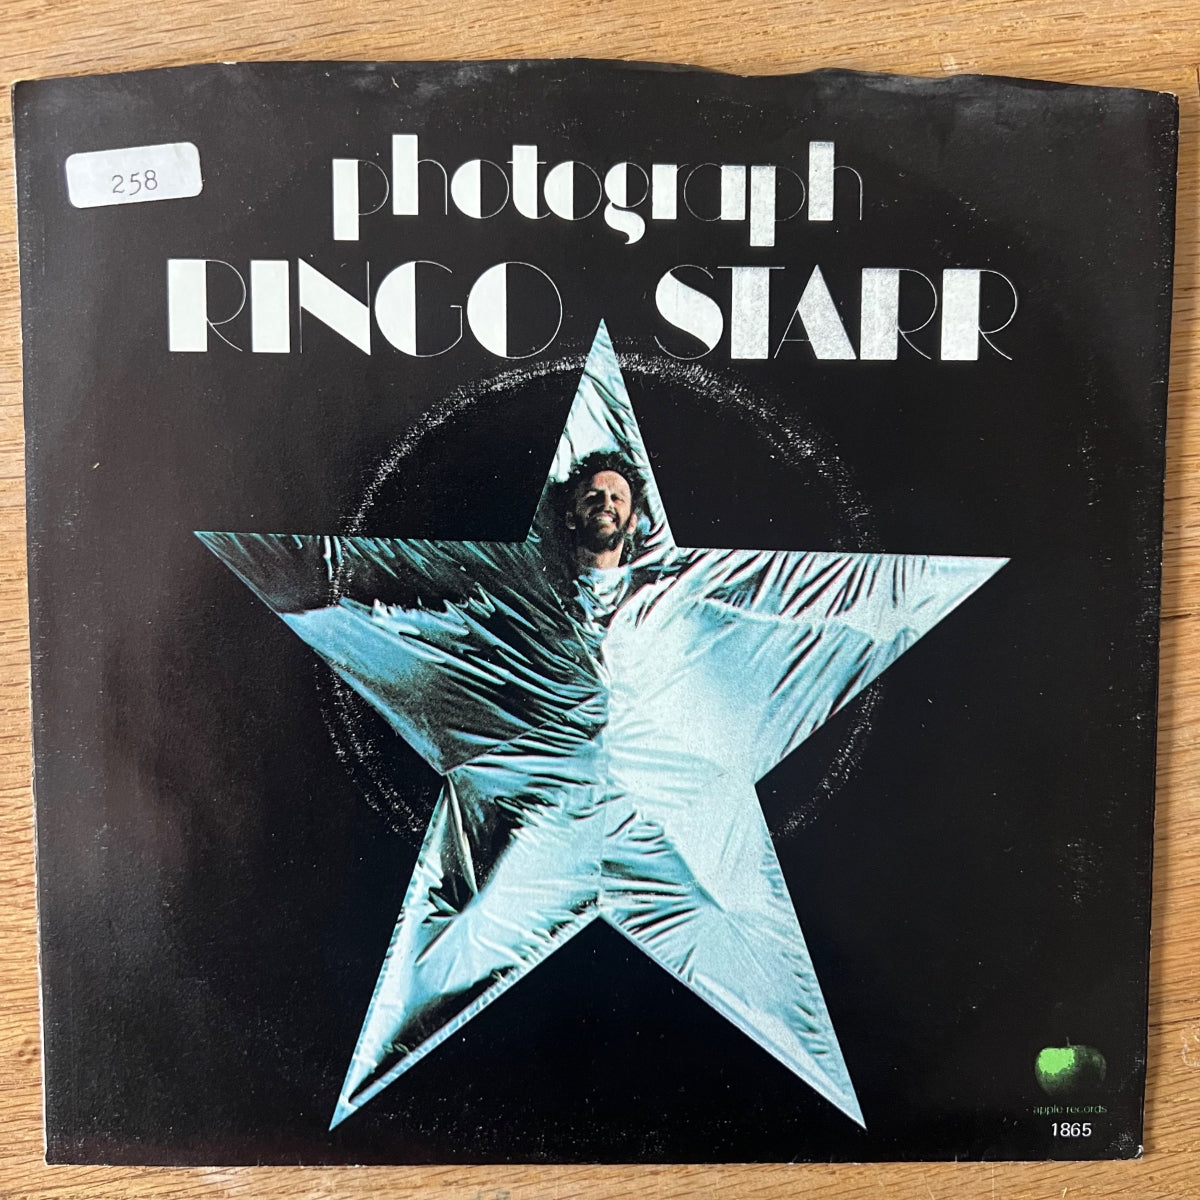 258
photograph
RINGO STARR
apple records
1865